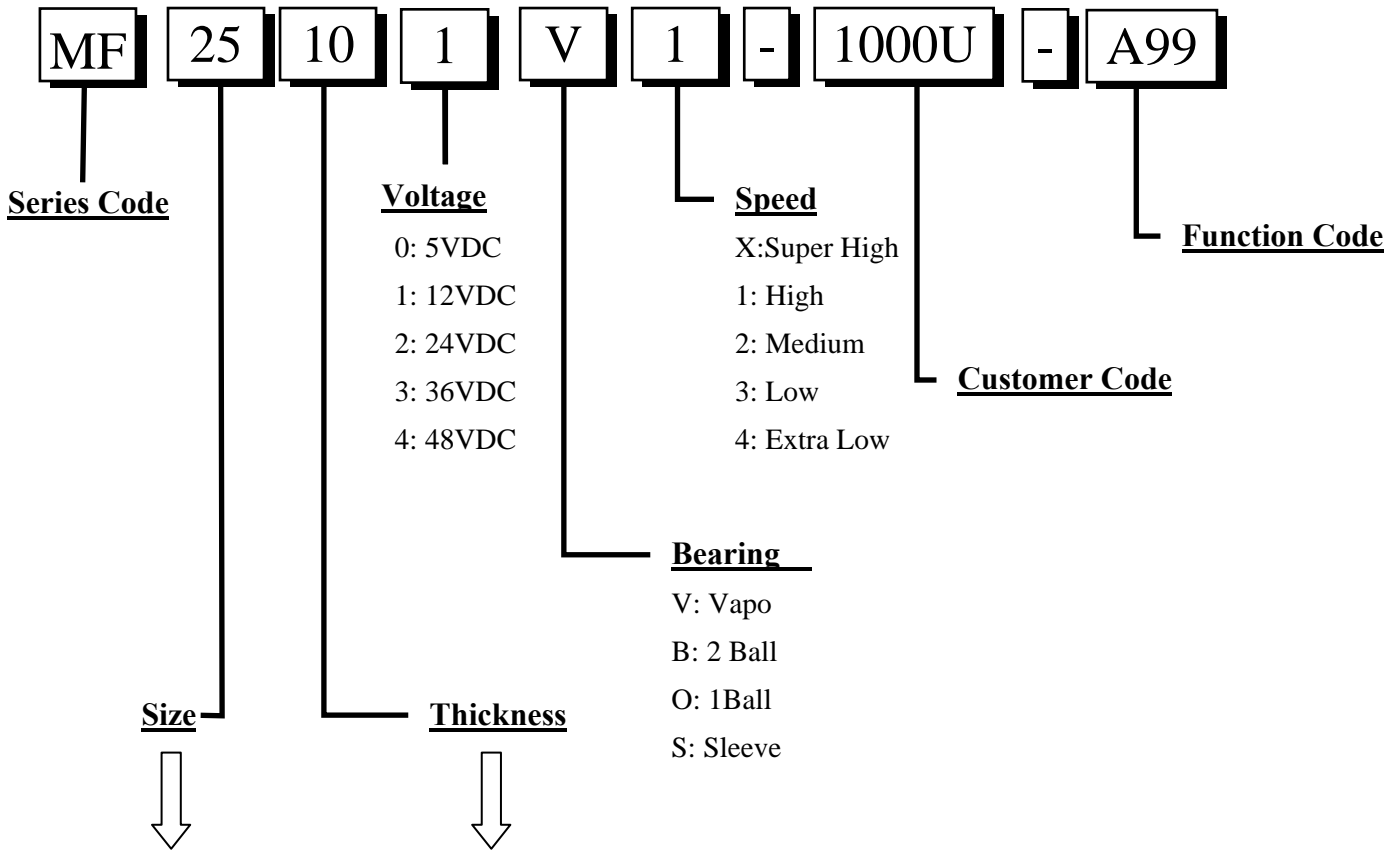 MF 25 10 1 V 1 - 1000U - A99
Series Code
Voltage
0: 5VDC
1: 12VDC
2: 24VDC
3: 36VDC
4: 48VDC
Speed
X:Super High
1: High
2: Medium
3: Low
4: Extra Low
Function Code
Customer Code
Bearing
V: Vapo
B: 2 Ball
O: 1Ball
S: Sleeve
Size
Thickness